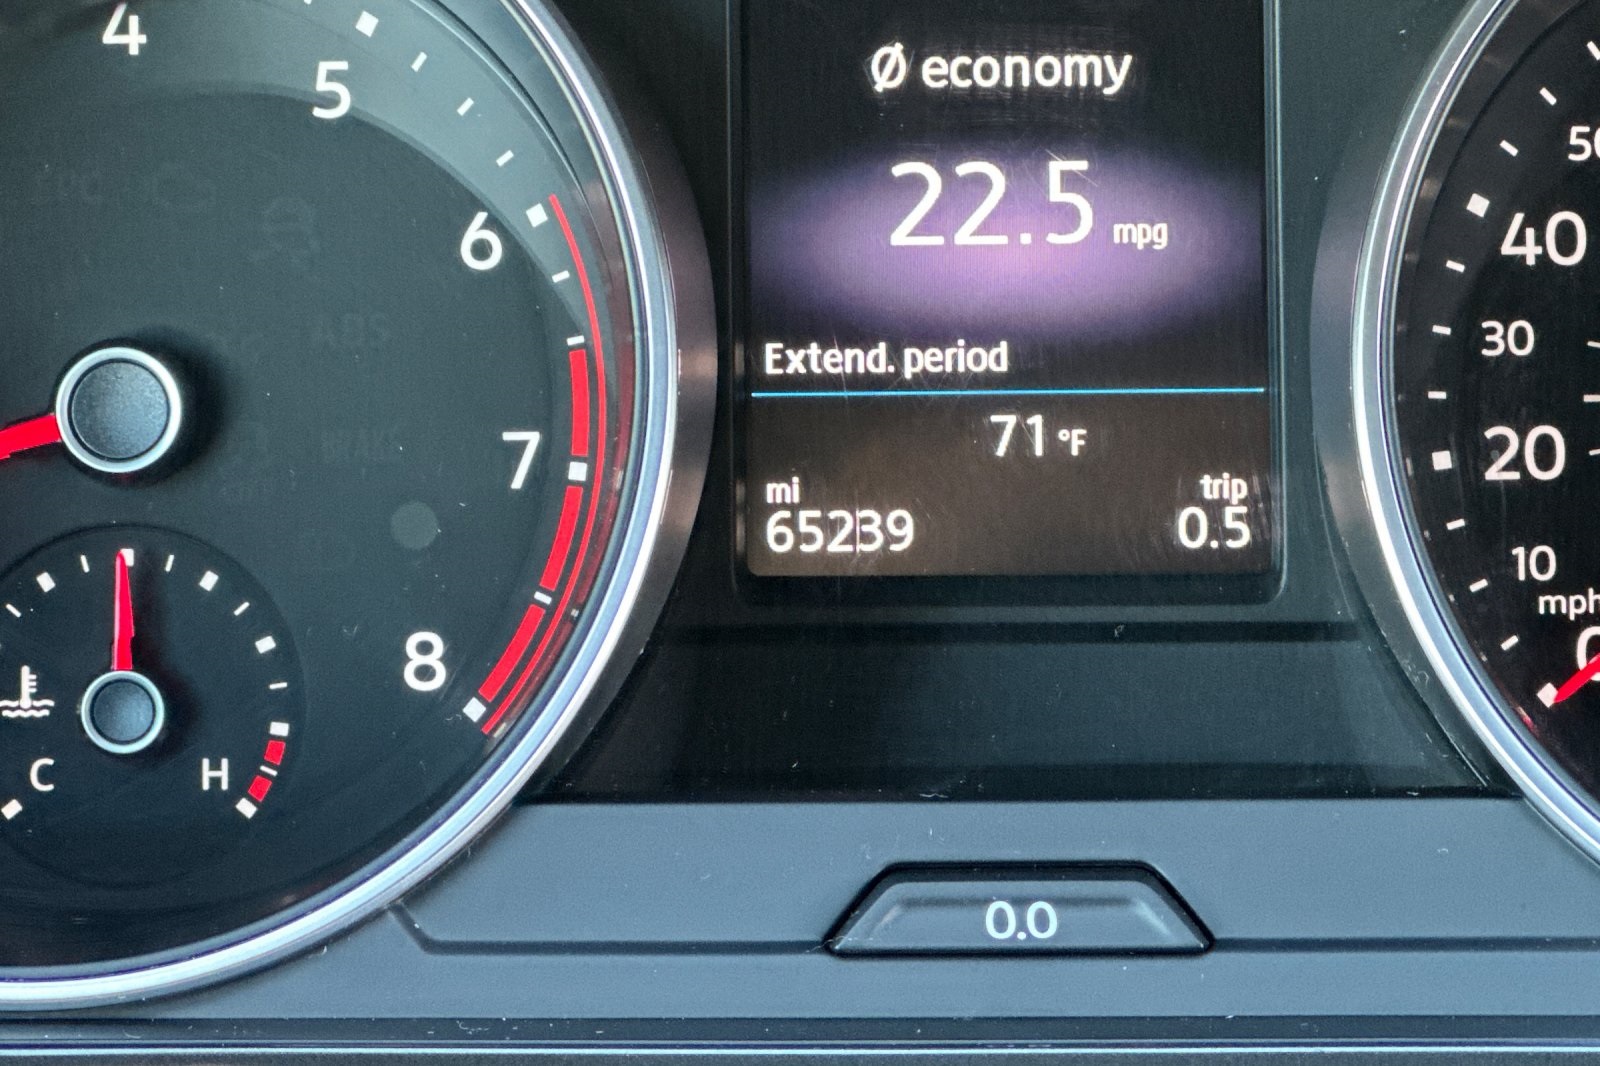 4
5
6
7
8
C
H
Ø economy
22.5 mpg
Extend. period
71 °F
mi
65239
trip
0.5
0.0
40
30
20
10
mph